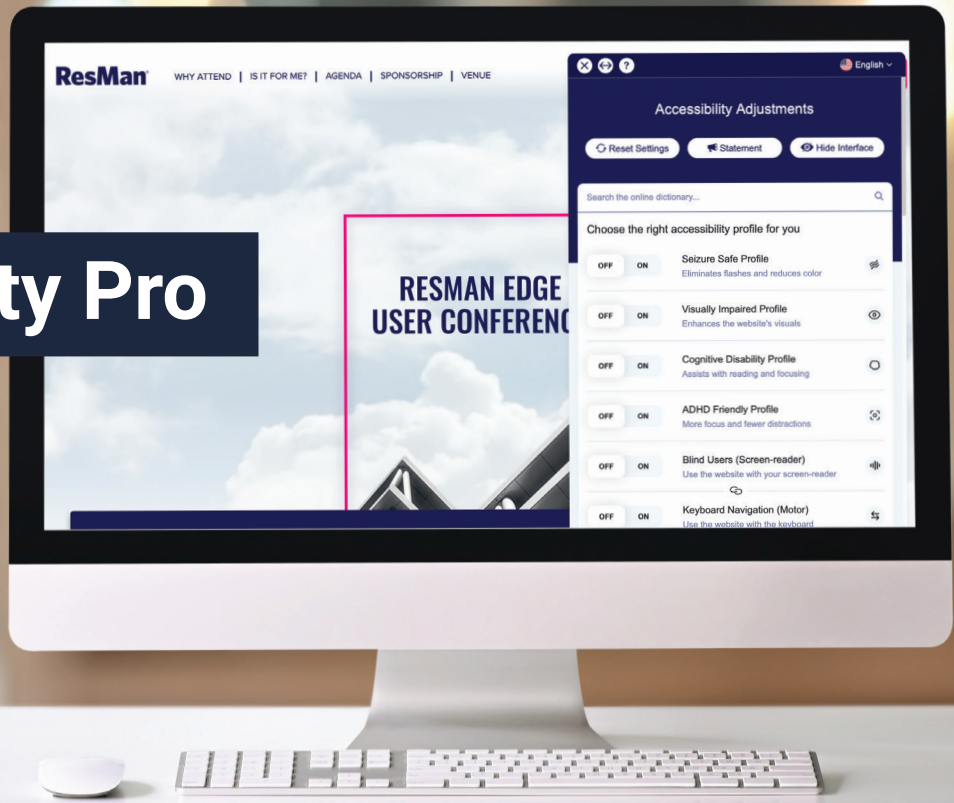 ResMan
WHY ATTEND | IS IT FOR ME? | AGENDA | SPONSORSHIP | VENUE
English
Accessibility Adjustments
Reset Settings
Statement
Hide Interface
Search the online dictionary...
Choose the right accessibility profile for you
OFF ON
Seizure Safe Profile
Eliminates flashes and reduces color
OFF ON
Visually Impaired Profile
Enhances the website's visuals
OFF ON
Cognitive Disability Profile
Assists with reading and focusing
OFF ON
ADHD Friendly Profile
More focus and fewer distractions
OFF ON
Blind Users (Screen-reader)
Use the website with your screen-reader
OFF ON
Keyboard Navigation (Motor)
Use the website with the keyboard
ty Pro
RESMAN EDGE
USER CONFERENC